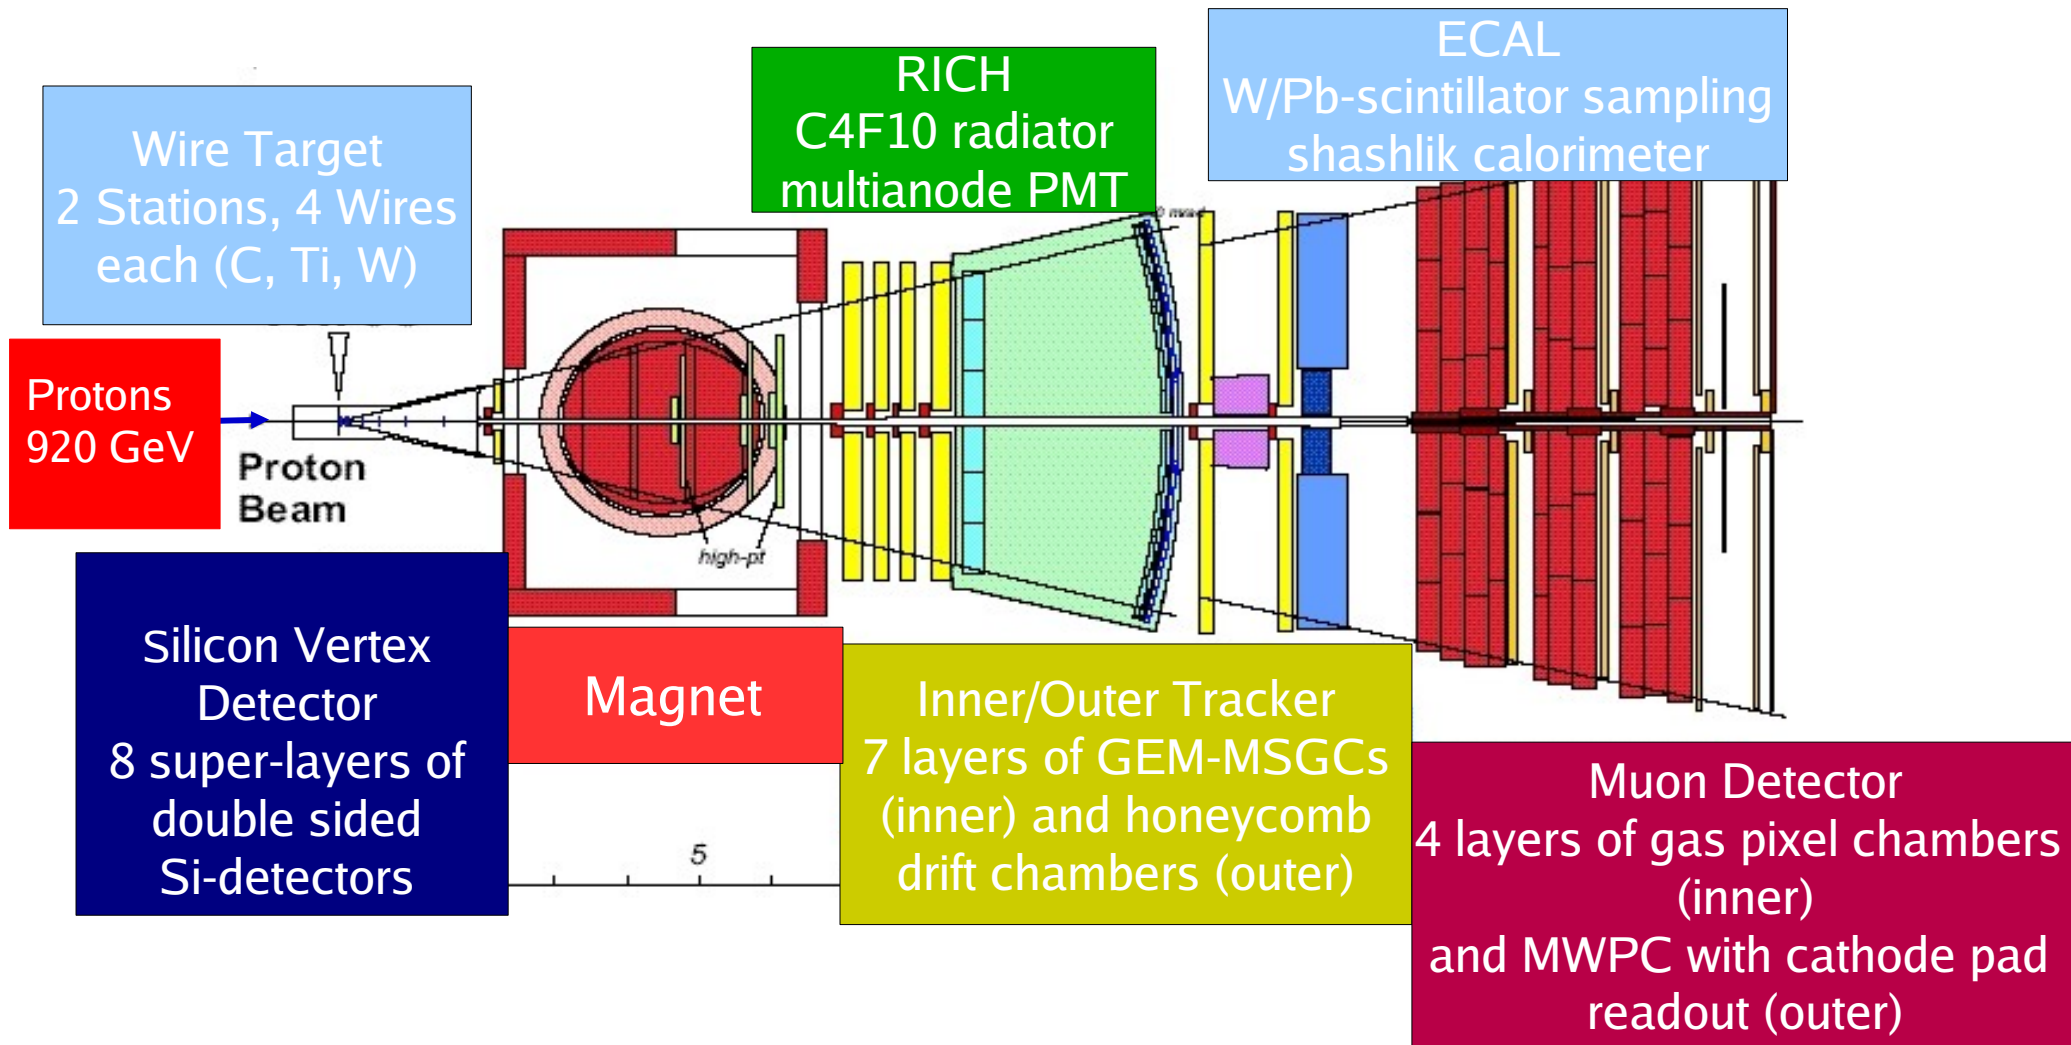 ECAL
W/Pb-scintillator sampling
shashlik calorimeter
RICH
C4F10 radiator
multianode PMT
Wire Target
2 Stations, 4 Wires
each (C, Ti, W)
mrad
Protons
920 GeV
Proton
Beam
high-pt
Silicon Vertex
Detector
8 super-layers of
double sided
Si-detectors
Magnet
Inner/Outer Tracker
7 layers of GEM-MSGCs
(inner) and honeycomb
drift chambers (outer)
5
Muon Detector
4 layers of gas pixel chambers
(inner)
and MWPC with cathode pad
readout (outer)